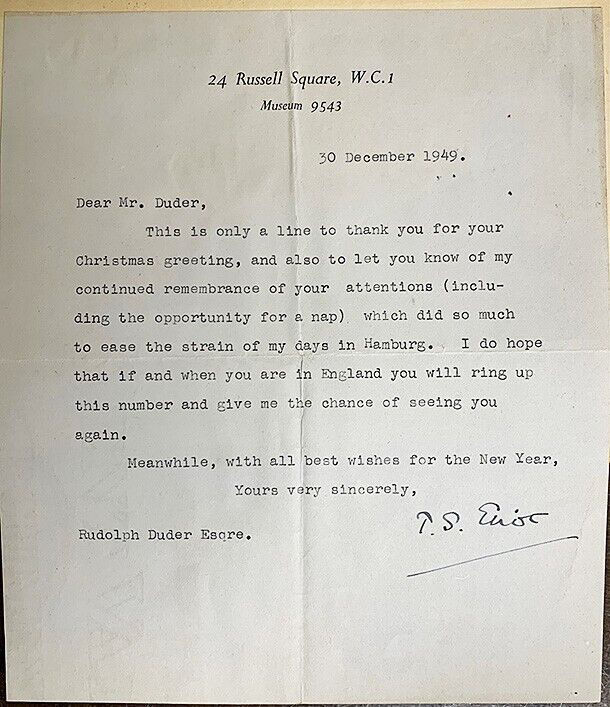 24 Russell Square, W.C.1
Museum 9543
30 December 1949.
Dear Mr. Duder,
This is only a line to thank you for your
Christmas greeting, and also to let you know of my
continued remembrance of your attentions (inclu-
ding the opportunity for a nap) which did so much
to ease the strain of my days in Hamburg. I do hope
that if and when you are in England you will ring up
this number and give me the chance of seeing you
again.
Meanwhile, with all best wishes for the New Year,
Yours very sincerely,
T. S. Eliot
Rudolph Duder Esqre.